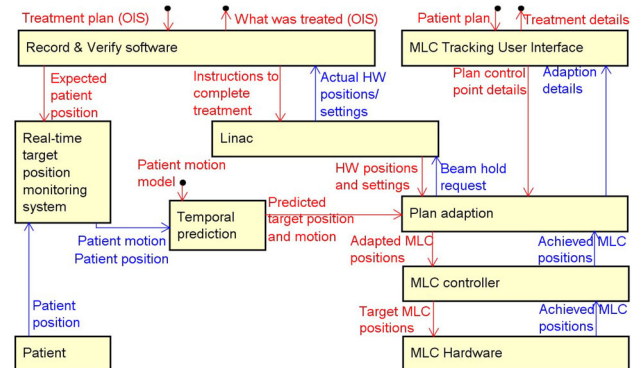 Treatment plan (OIS)
What was treated (OIS)
Patient plan
Treatment details
Record & Verify software
MLC Tracking User Interface
Expected
patient
position
Instructions to
complete
treatment
Actual HW
positions/
settings
Plan control
point details
Adaption
details
Real-time
target
position
monitoring
system
Linac
Patient motion
model
HW positions
and settings
Beam hold
request
Temporal
prediction
Predicted
target position
and motion
Plan adaption
Patient motion
Patient position
Adapted MLC
positions
Achieved MLC
positions
MLC controller
Patient
position
Target MLC
positions
Achieved MLC
positions
Patient
MLC Hardware